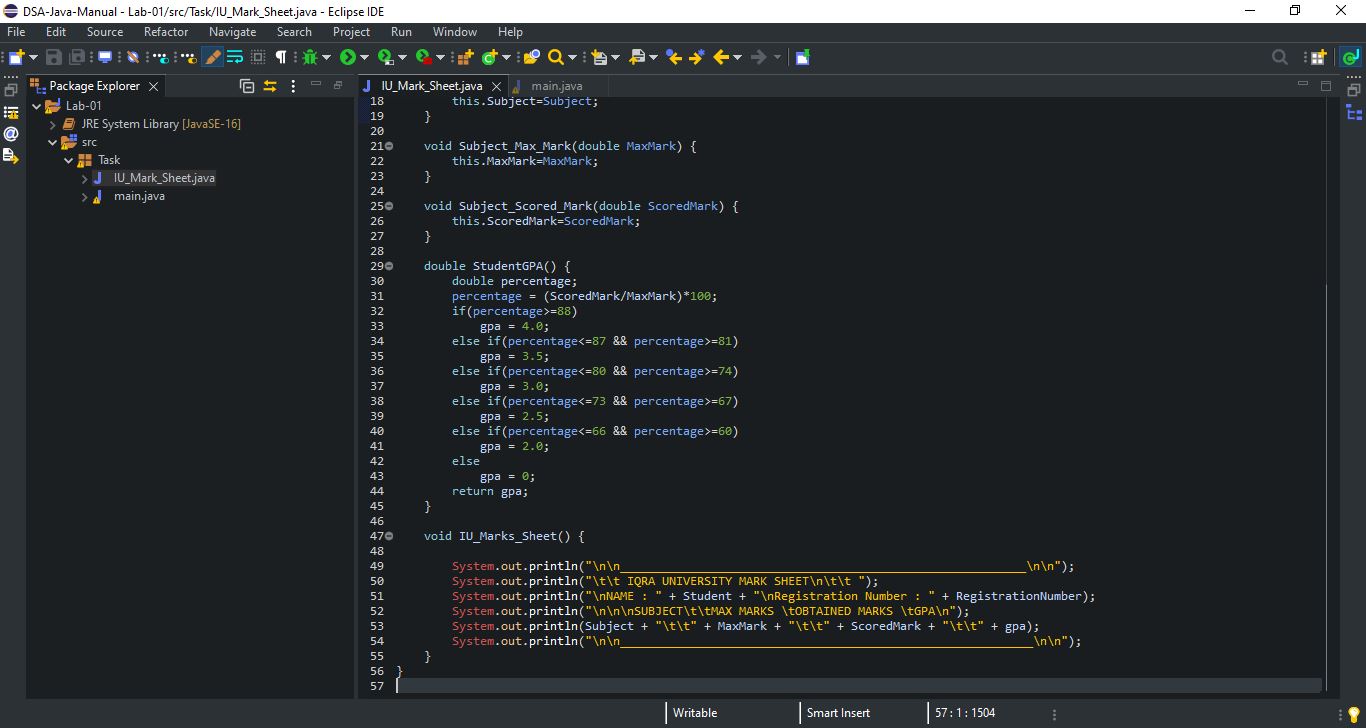 DSA-Java-Manual - Lab-01/src/Task/IU_Mark_Sheet.java - Eclipse IDE
File Edit Source Refactor Navigate Search Project Run Window Help
Package Explorer
Lab-01
JRE System Library [JavaSE-16]
src
Task
IU_Mark_Sheet.java
main.java
IU_Mark_Sheet.java main.java
18 this.Subject=Subject;
19 }
20
21 void Subject_Max_Mark(double MaxMark) {
22 this.MaxMark=MaxMark;
23 }
24
25 void Subject_Scored_Mark(double ScoredMark) {
26 this.ScoredMark=ScoredMark;
27 }
28
29 double StudentGPA() {
30 double percentage;
31 percentage = (ScoredMark/MaxMark)*100;
32 if(percentage>=88)
33 gpa = 4.0;
34 else if(percentage<=87 && percentage>=81)
35 gpa = 3.5;
36 else if(percentage<=80 && percentage>=74)
37 gpa = 3.0;
38 else if(percentage<=73 && percentage>=67)
39 gpa = 2.5;
40 else if(percentage<=66 && percentage>=60)
41 gpa = 2.0;
42 else
43 gpa = 0;
44 return gpa;
45 }
46
47 void IU_Marks_Sheet() {
48
49 System.out.println("\n\n__________________________________________________________\n\n");
50 System.out.println("\t\t IQRA UNIVERSITY MARK SHEET\n\t\t ");
51 System.out.println("\nNAME : " + Student + "\nRegistration Number : " + RegistrationNumber);
52 System.out.println("\n\n\nSUBJECT\t\tMAX MARKS \tOBTAINED MARKS \tGPA\n");
53 System.out.println(Subject + "\t\t" + MaxMark + "\t\t" + ScoredMark + "\t\t" + gpa);
54 System.out.println("\n\n___________________________________________________________\n\n");
55 }
56 }
57
Writable Smart Insert 57 : 1 : 1504